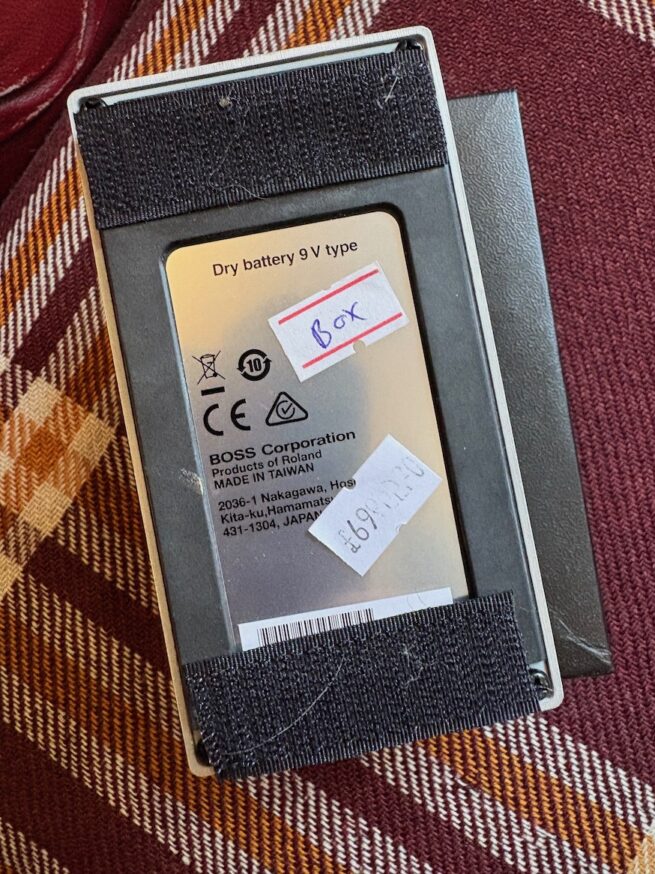 Dry battery 9 V type
Box
10
CE
BOSS Corporation
Products of Roland
MADE IN TAIWAN
2036-1 Nakagawa,
Kita-ku,
431-1304, JAPAN